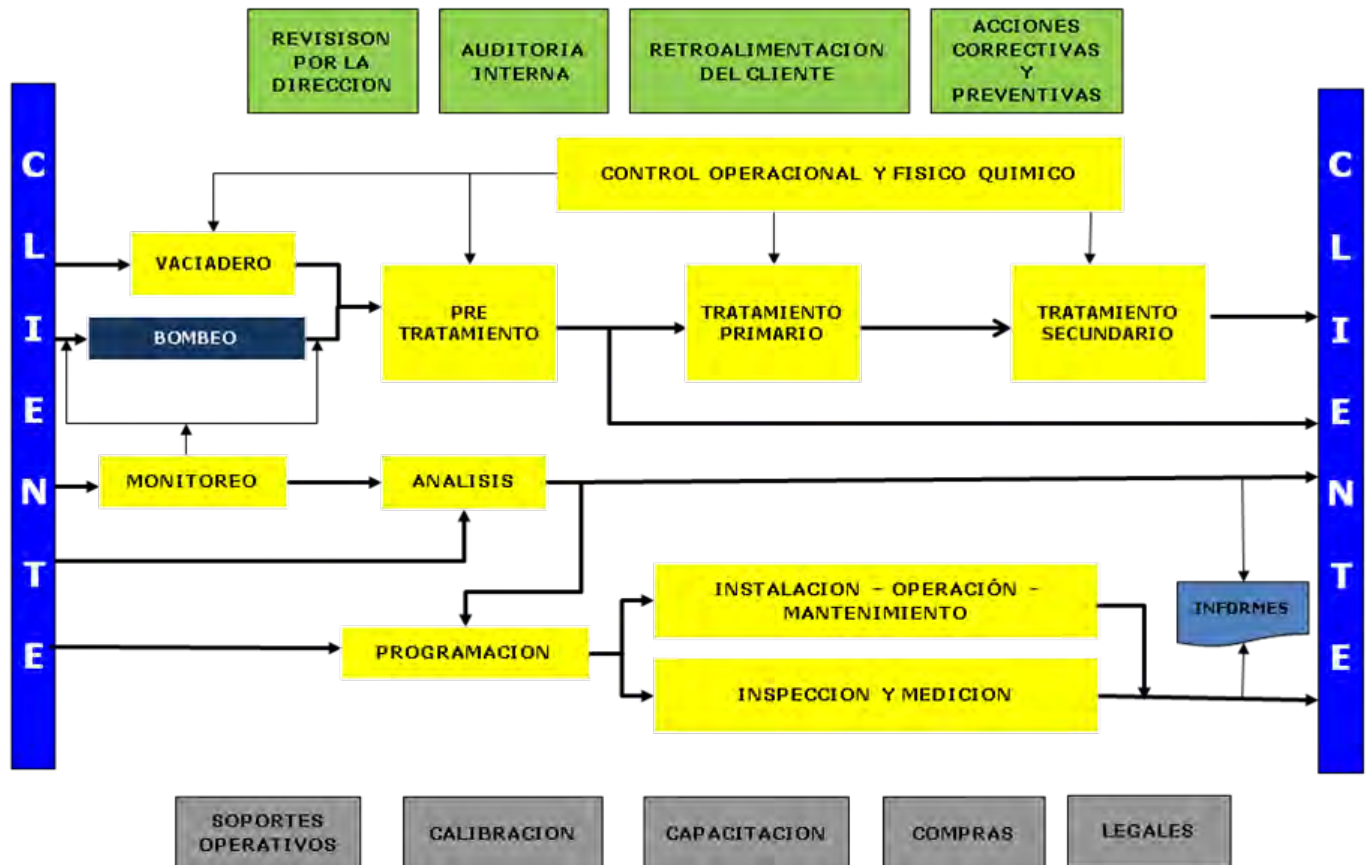 REVISISON
POR LA
DIRECCION
AUDITORIA
INTERNA
RETROALIMENTACION
DEL CLIENTE
ACCIONES
CORRECTIVAS
Y
PREVENTIVAS
CLIENTE
CONTROL OPERACIONAL Y FISICO QUIMICO
VACIADERO
BOMBEO
PRE
TRATAMIENTO
TRATAMIENTO
PRIMARIO
TRATAMIENTO
SECUNDARIO
MONITOREO
ANALISIS
PROGRAMACION
INSTALACION - OPERACIÓN -
MANTENIMIENTO
INSPECCION Y MEDICION
INFORMES
CLIENTE
SOPORTES
OPERATIVOS
CALIBRACION
CAPACITACION
COMPRAS
LEGALES